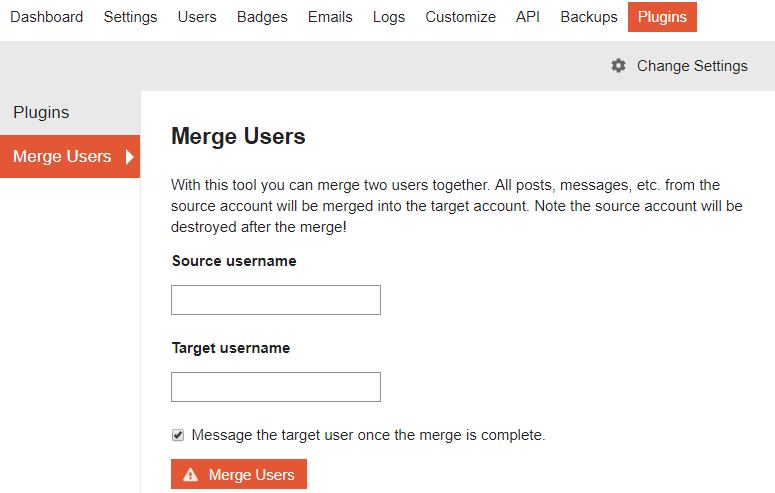 Dashboard Settings Users Badges Emails Logs Customize API Backups Plugins
Change Settings
Plugins
Merge Users
Merge Users
With this tool you can merge two users together. All posts, messages, etc. from the
source account will be merged into the target account. Note the source account will be
destroyed after the merge!
Source username
Target username
Message the target user once the merge is complete.
Merge Users